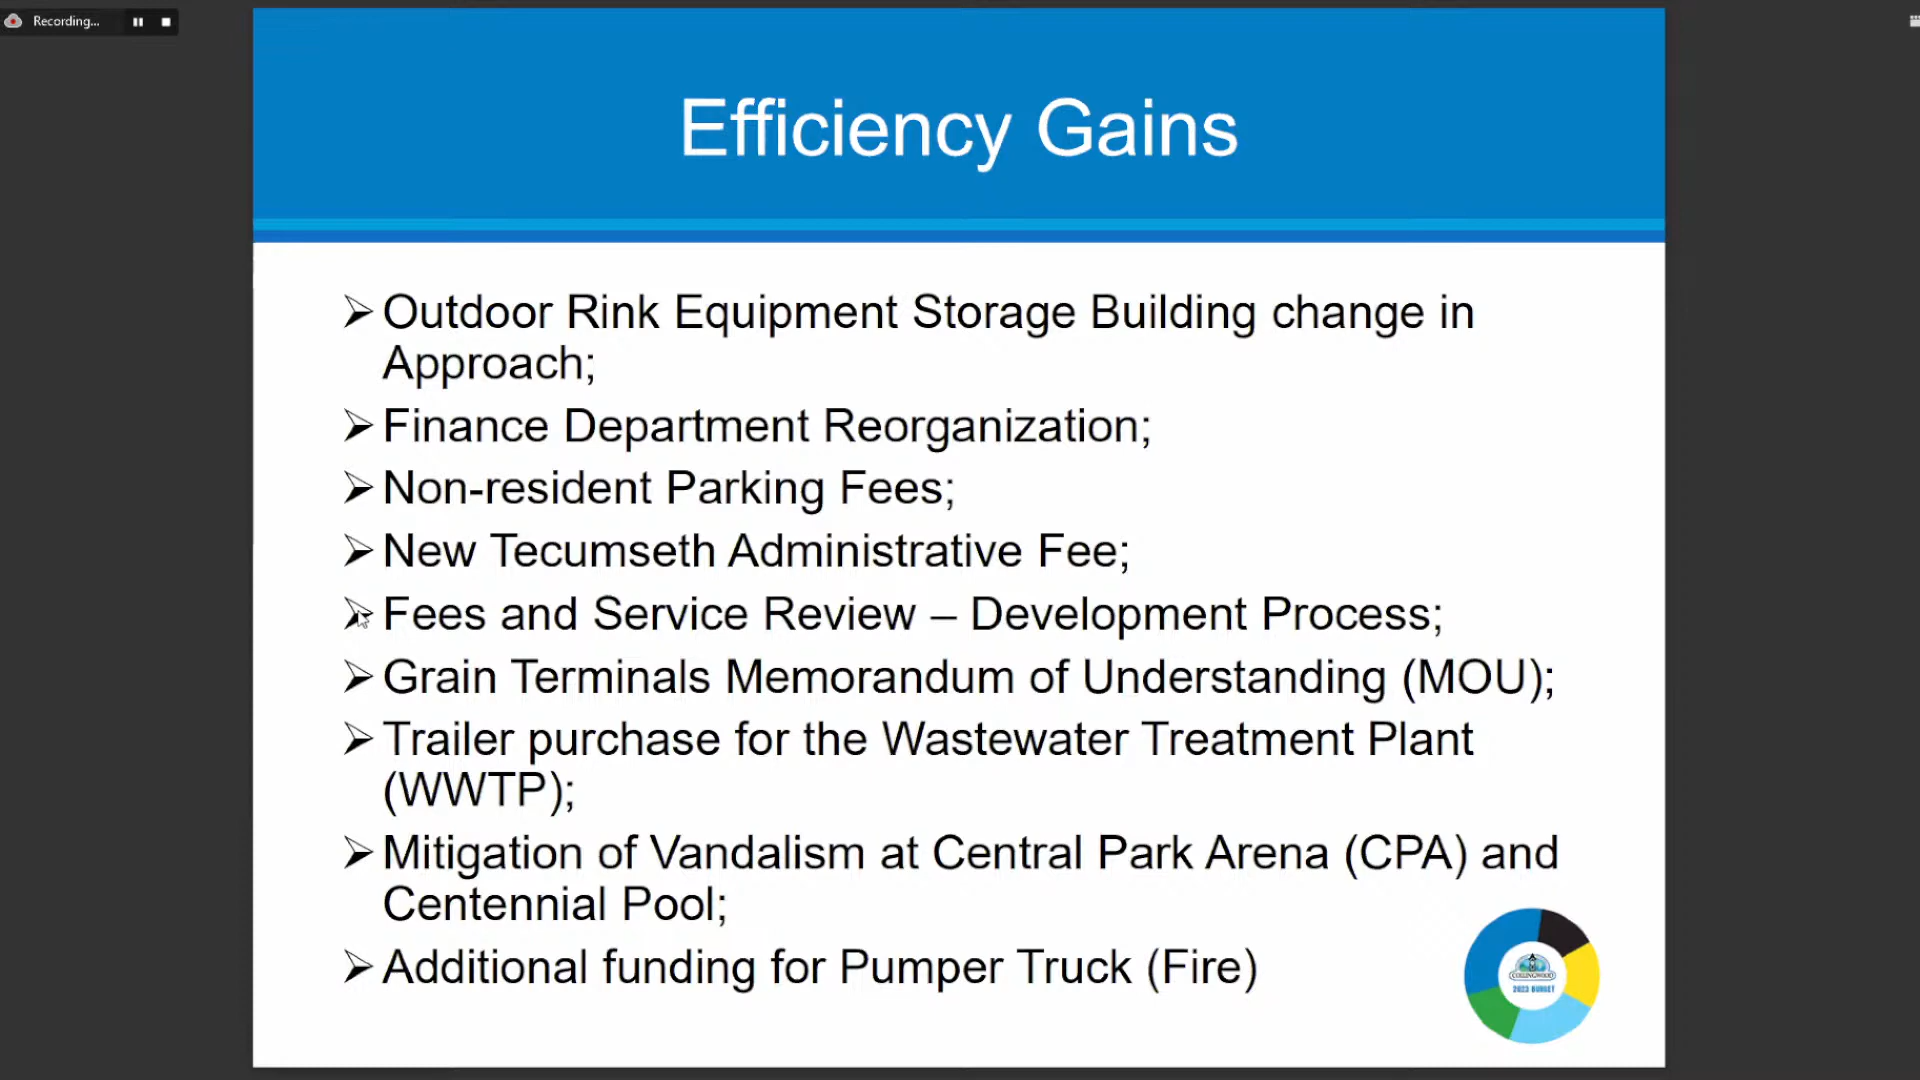 Recording...
Efficiency Gains
Outdoor Rink Equipment Storage Building change in
Approach;
Finance Department Reorganization;
Non-resident Parking Fees;
New Tecumseth Administrative Fee;
Fees and Service Review – Development Process;
Grain Terminals Memorandum of Understanding (MOU);
Trailer purchase for the Wastewater Treatment Plant
(WWTP);
Mitigation of Vandalism at Central Park Arena (CPA) and
Centennial Pool;
Additional funding for Pumper Truck (Fire)
COLLINGWOOD
2023 BUDGET